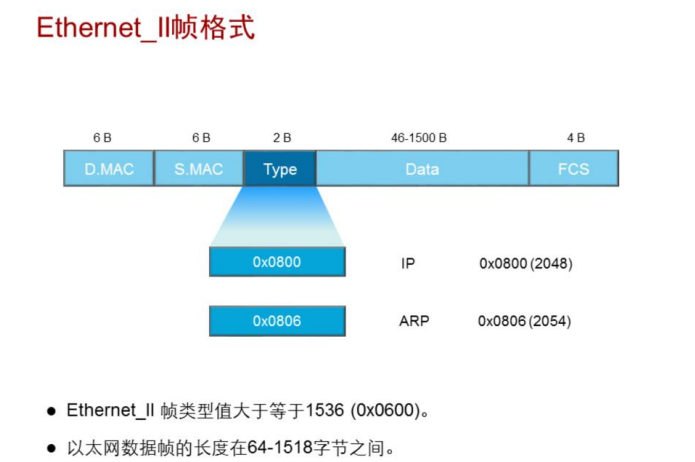 Ethernet_II帧格式
6 B 6 B 2 B 46-1500 B 4 B
D.MAC S.MAC Type Data FCS
0x0800 IP 0x0800 (2048)
0x0806 ARP 0x0806 (2054)
● Ethernet_II 帧类型值大于等于1536 (0x0600)。
● 以太网数据帧的长度在64-1518字节之间。